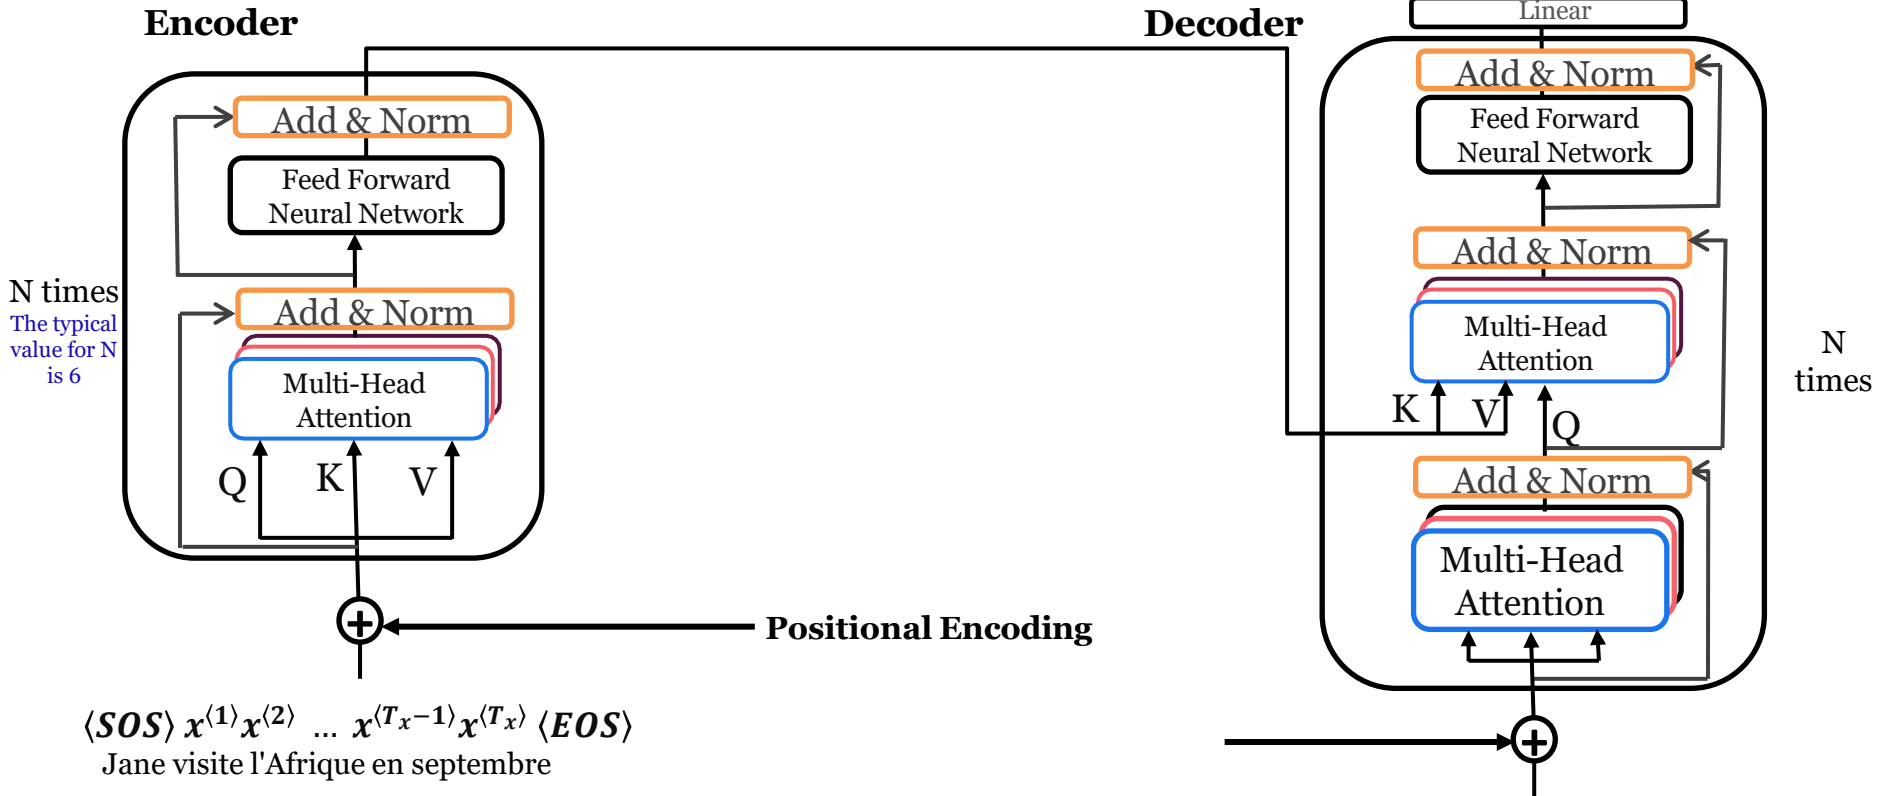 Encoder
Add & Norm
Feed Forward
Neural Network
N times
The typical
value for N
is 6
Add & Norm
Multi-Head
Attention
Q K V
+
Positional Encoding
⟨SOS⟩ x⟨1⟩x⟨2⟩ … x⟨Tx−1⟩x⟨Tx⟩ ⟨EOS⟩
Jane visite l'Afrique en septembre
Decoder
Linear
Add & Norm
Feed Forward
Neural Network
Add & Norm
Multi-Head
Attention
K V Q
N
times
Add & Norm
Multi-Head
Attention
+